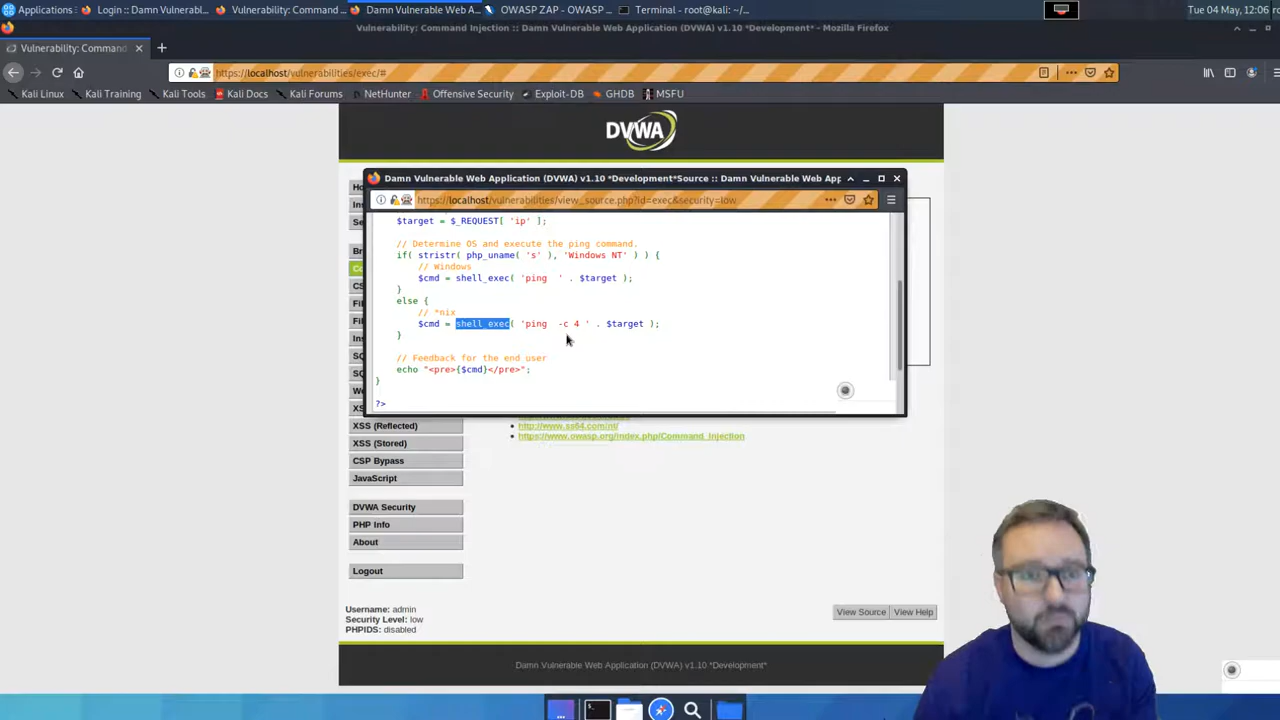 Applications
Login :: Damn Vulnerabl...
Vulnerability: Command ...
Damn Vulnerable Web A...
OWASP ZAP - OWASP ...
Terminal - root@kali: ~/...
Tue 04 May, 12:06
Vulnerability: Command Injection :: Damn Vulnerable Web Application (DVWA) v1.10 *Development* - Mozilla Firefox
Vulnerability: Command
https://localhost/vulnerabilities/exec/#
Kali Linux
Kali Training
Kali Tools
Kali Docs
Kali Forums
NetHunter
Offensive Security
Exploit-DB
GHDB
MSFU
DVWA
Damn Vulnerable Web Application (DVWA) v1.10 *Development*Source :: Damn Vulnerable Web App
https://localhost/vulnerabilities/view_source.php?id=exec&security=low
$target = $_REQUEST[ 'ip' ];
// Determine OS and execute the ping command.
if( stristr( php_uname( 's' ), 'Windows NT' ) ) {
// Windows
$cmd = shell_exec( 'ping  ' . $target );
}
else {
// *nix
$cmd = shell_exec( 'ping  -c 4 ' . $target );
}
// Feedback for the end user
echo "<pre>{$cmd}</pre>";
}
?>
http://www.ss64.com/nt/
https://www.owasp.org/index.php/Command_Injection
XSS (Reflected)
XSS (Stored)
CSP Bypass
JavaScript
DVWA Security
PHP Info
About
Logout
Username: admin
Security Level: low
PHPIDS: disabled
View Source
View Help
Damn Vulnerable Web Application (DVWA) v1.10 *Development*